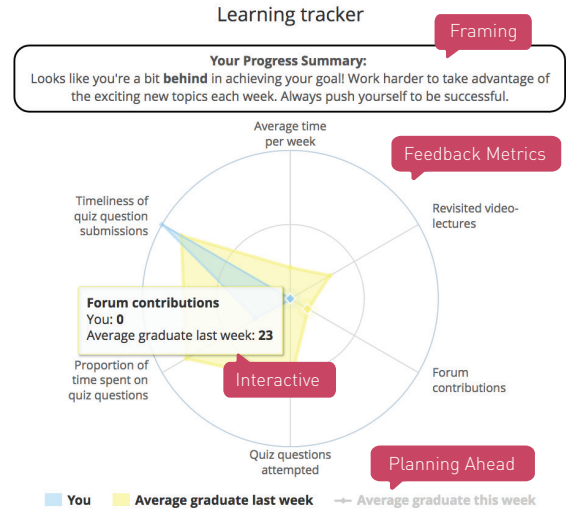 Learning tracker
Framing
Your Progress Summary:
Looks like you're a bit behind in achieving your goal! Work harder to take advantage of
the exciting new topics each week. Always push yourself to be successful.
Average time
per week
Feedback Metrics
Timeliness of
quiz question
submissions
Revisited video-
lectures
Forum contributions
You: 0
Average graduate last week: 23
Proportion of
time spent on
quiz questions
Interactive
Forum
contributions
Quiz questions
attempted
Planning Ahead
You
Average graduate last week
Average graduate this week